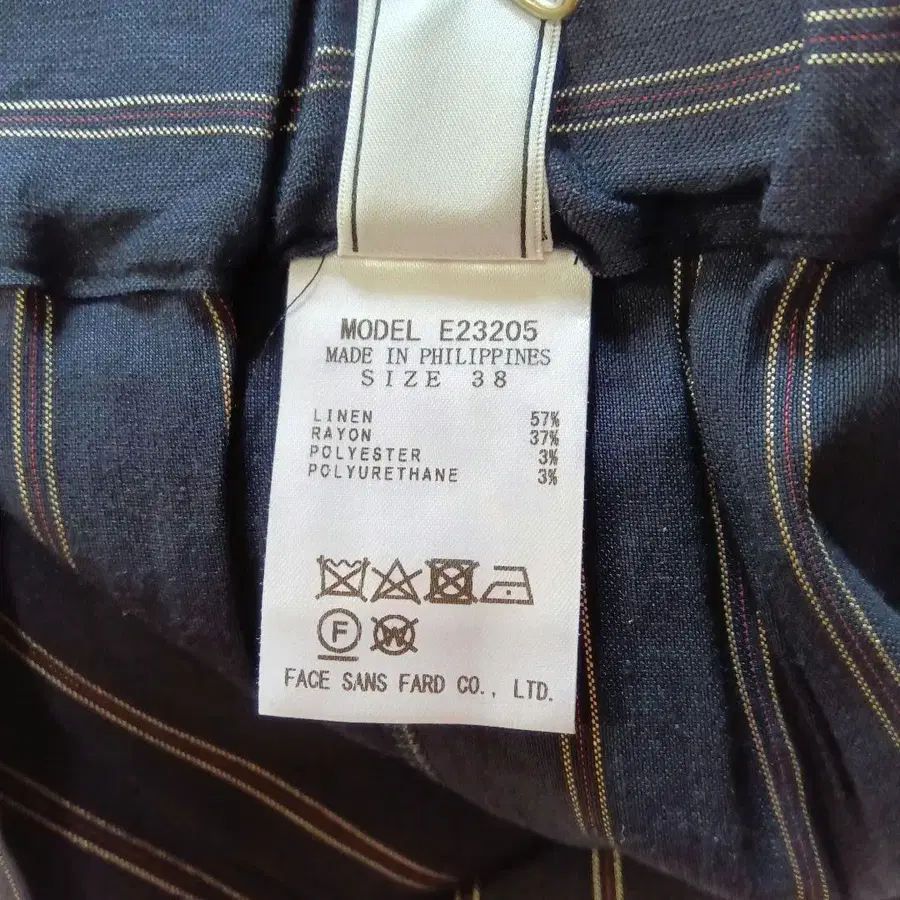 MODEL E23205
MADE IN PHILIPPINES
SIZE 38
LINEN 57%
RAYON 37%
POLYESTER 3%
POLYURETHANE 3%
F W
FACE SANS FARD CO., LTD.